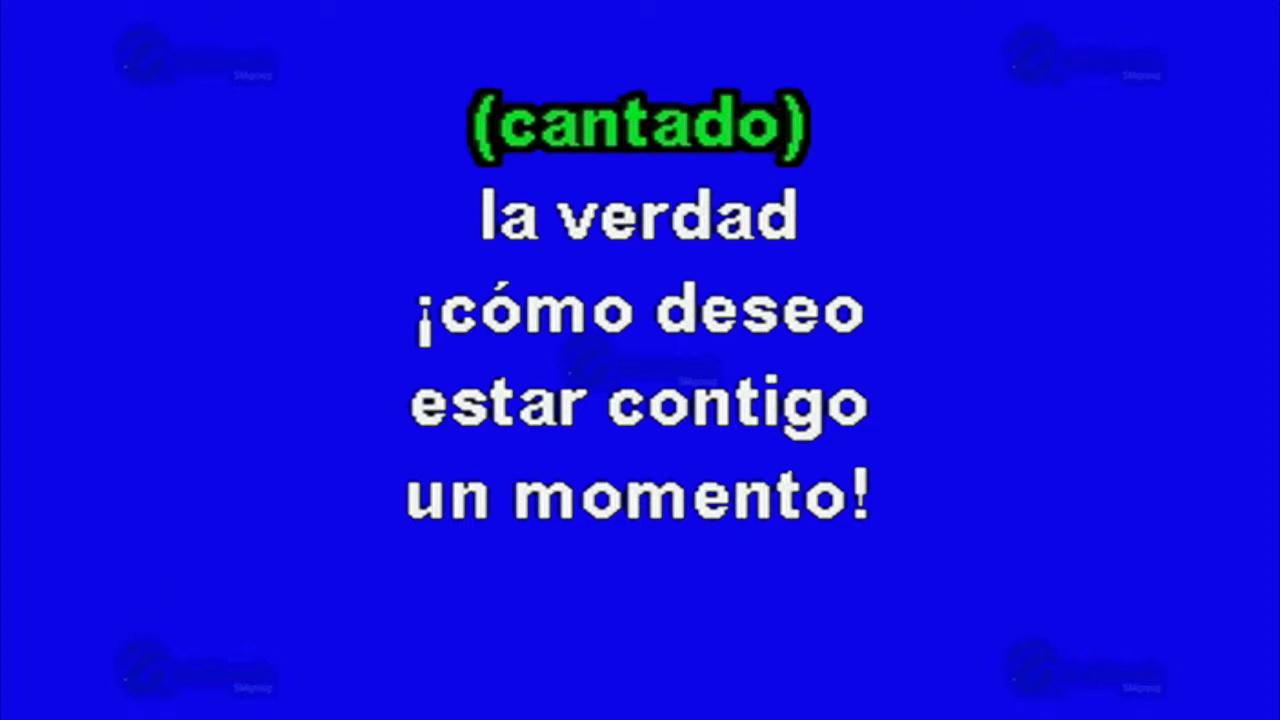 (cantado)
la verdad
¡cómo deseo
estar contigo
un momento!